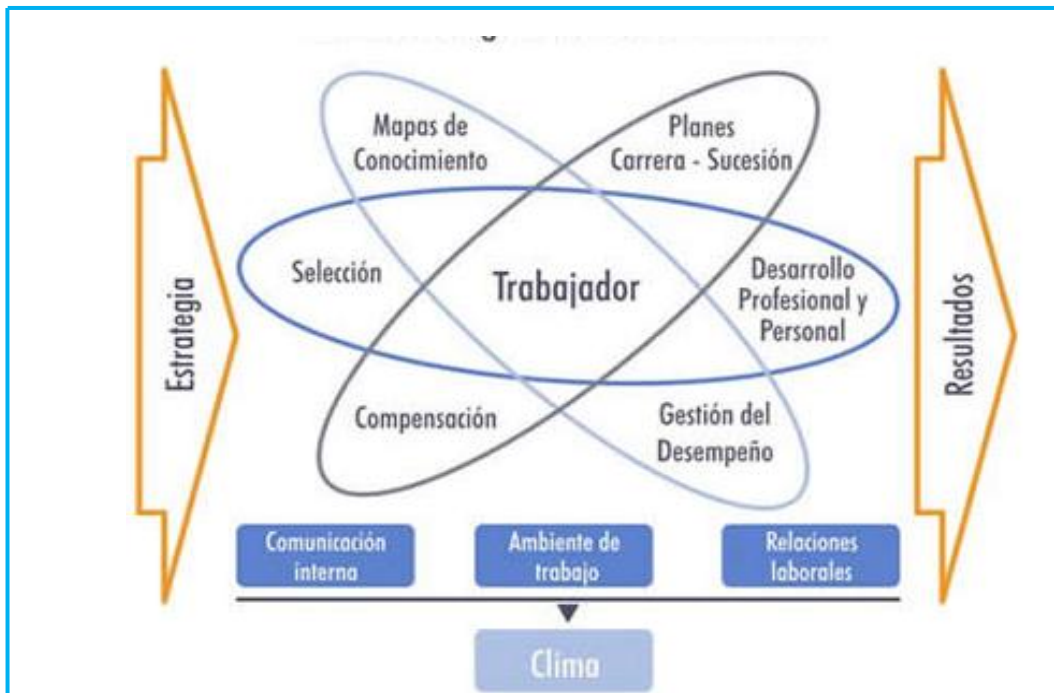 Mapas de
Conocimiento
Planes
Carrera - Sucesión
Selección
Trabajador
Desarrollo
Profesional y
Personal
Estrategia
Resultados
Compensación
Gestión del
Desempeño
Comunicación
interna
Ambiente de
trabajo
Relaciones
laborales
Clima